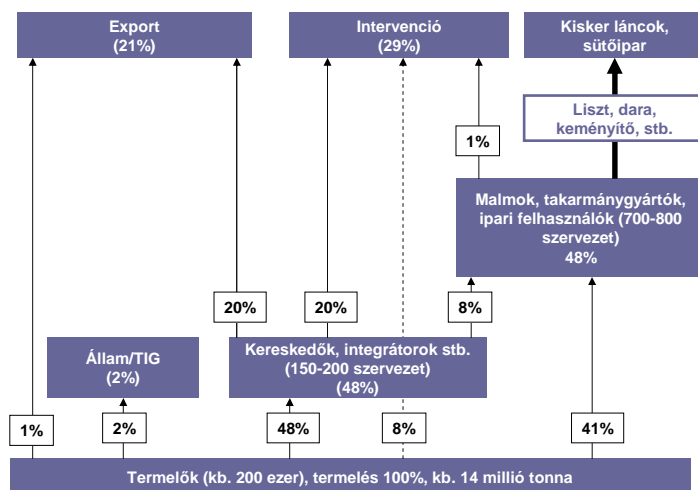 Export
(21%)
Intervenció
(29%)
Kisker láncok,
sütőipar
Liszt, dara,
keményítő, stb.
1%
Malmok, takarmánygyártók,
ipari felhasználók (700-800
szervezet)
48%
20%
20%
8%
Állam/TIG
(2%)
Kereskedők, integrátorok stb.
(150-200 szervezet)
(48%)
1%
2%
48%
8%
41%
Termelők (kb. 200 ezer), termelés 100%, kb. 14 millió tonna